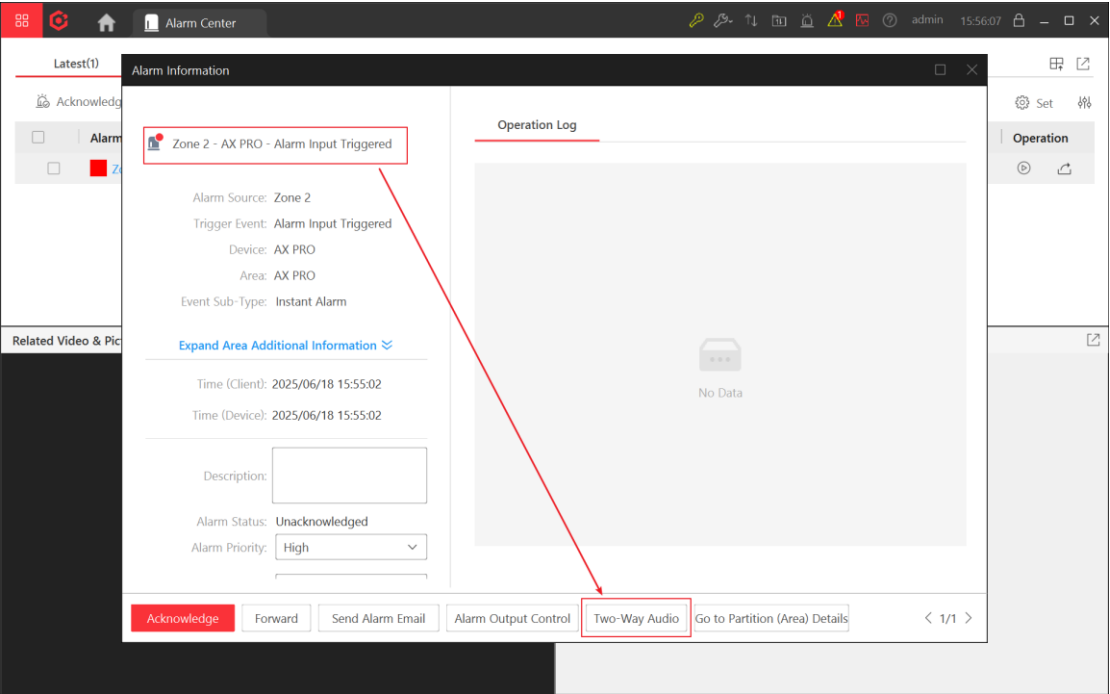 Alarm Center
admin
15:56:07
Latest(1)
Alarm Information
Acknowledg
Set
Alarm
Operation
Zone 2 - AX PRO - Alarm Input Triggered
Operation Log
Alarm Source: Zone 2
Trigger Event: Alarm Input Triggered
Device: AX PRO
Area: AX PRO
Event Sub-Type: Instant Alarm
Related Video & Pic
Expand Area Additional Information
Time (Client): 2025/06/18 15:55:02
No Data
Time (Device): 2025/06/18 15:55:02
Description:
Alarm Status: Unacknowledged
Alarm Priority: High
Acknowledge
Forward
Send Alarm Email
Alarm Output Control
Two-Way Audio
Go to Partition (Area) Details
1/1